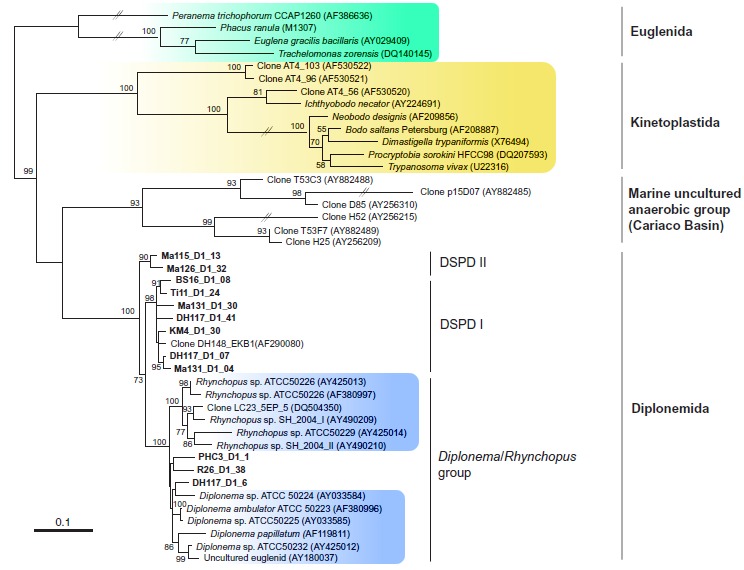 Peranema trichophorum CCAP1260 (AF386636)
100
Phacus ranula (M1307)
77
Euglena gracilis bacillaris (AY029409)
Trachelomonas zorensis (DQ140145)
Euglenida
100
Clone AT4_103 (AF530522)
Clone AT4_96 (AF530521)
100
81
Clone AT4_56 (AF530520)
100
Ichthyobodo necator (AY224691)
Neobodo designis (AF209856)
100
55
Bodo saltans Petersburg (AF208887)
70
Dimastigella trypaniformis (X76494)
Procryptobia sorokini HFCC98 (DQ207593)
58
Trypanosoma vivax (U22316)
Kinetoplastida
99
93
Clone T53C3 (AY882488)
98
Clone p15D07 (AY882485)
93
Clone D85 (AY256310)
Clone H52 (AY256215)
99
93
Clone T53F7 (AY882489)
Clone H25 (AY256209)
Marine uncultured
anaerobic group
(Cariaco Basin)
90
Ma115_D1_13
Ma126_D1_32
DSPD II
91
BS16_D1_08
Ti11_D1_24
98
Ma131_D1_30
100
DH117_D1_41
KM4_D1_30
Clone DH148_EKB1(AF290080)
DH117_D1_07
95
Ma131_D1_04
DSPD I
73
98
Rhynchopus sp. ATCC50226 (AY425013)
Rhynchopus sp. ATCC50226 (AF380997)
100
93
Clone LC23_5EP_5 (DQ504350)
Rhynchopus sp. SH_2004_I (AY490209)
77
Rhynchopus sp. ATCC50229 (AY425014)
86
Rhynchopus sp. SH_2004_II (AY490210)
100
PHC3_D1_1
R26_D1_38
DH117_D1_6
Diplonema sp. ATCC 50224 (AY033584)
100
Diplonema ambulator ATCC 50223 (AF380996)
Diplonema sp. ATCC50225 (AY033585)
Diplonema papillatum (AF119811)
86
Diplonema sp. ATCC50232 (AY425012)
99
Uncultured euglenid (AY180037)
Diplonema/Rhynchopus
group
Diplonemida
0.1